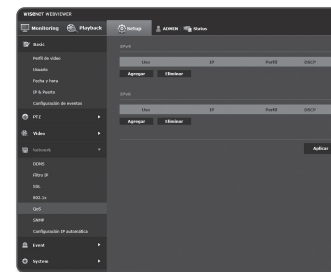 WISENET WEBVIEWER
Monitoring Playback Setup ADMIN Status
Basic
Perfil de vídeo
Usuario
Fecha y hora
IP & Puerto
Configuración de eventos
PTZ
Video
Network
DDNS
Filtro IP
SSL
802.1x
QoS
SNMP
Configuración IP automática
Event
System
IPv4
Uso IP Perfil DSCP
Agregar Eliminar
IPv6
Uso IP Perfil DSCP
Agregar Eliminar
Aplicar